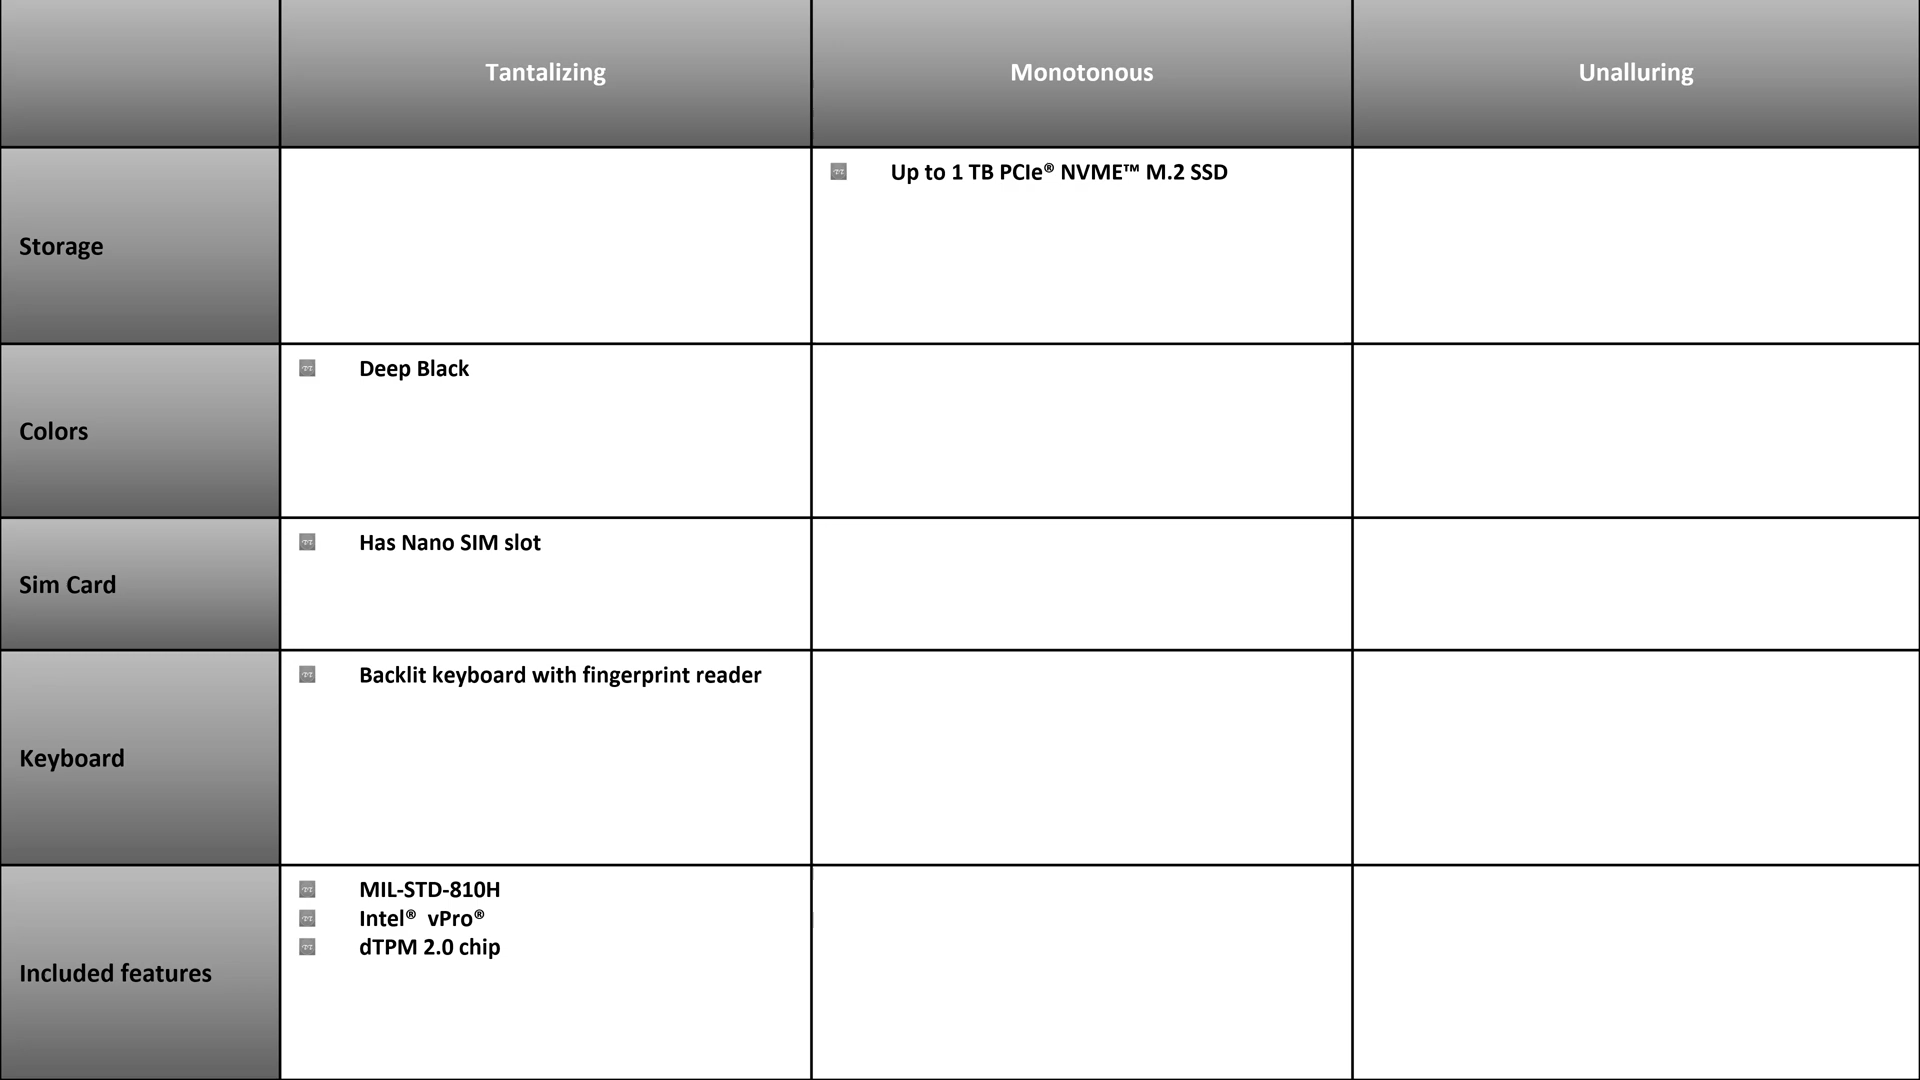 Tantalizing
Monotonous
Unalluring
Storage
Up to 1 TB PCIe® NVME™ M.2 SSD
Colors
Deep Black
Sim Card
Has Nano SIM slot
Keyboard
Backlit keyboard with fingerprint reader
Included features
MIL-STD-810H
Intel®  vPro®
dTPM 2.0 chip